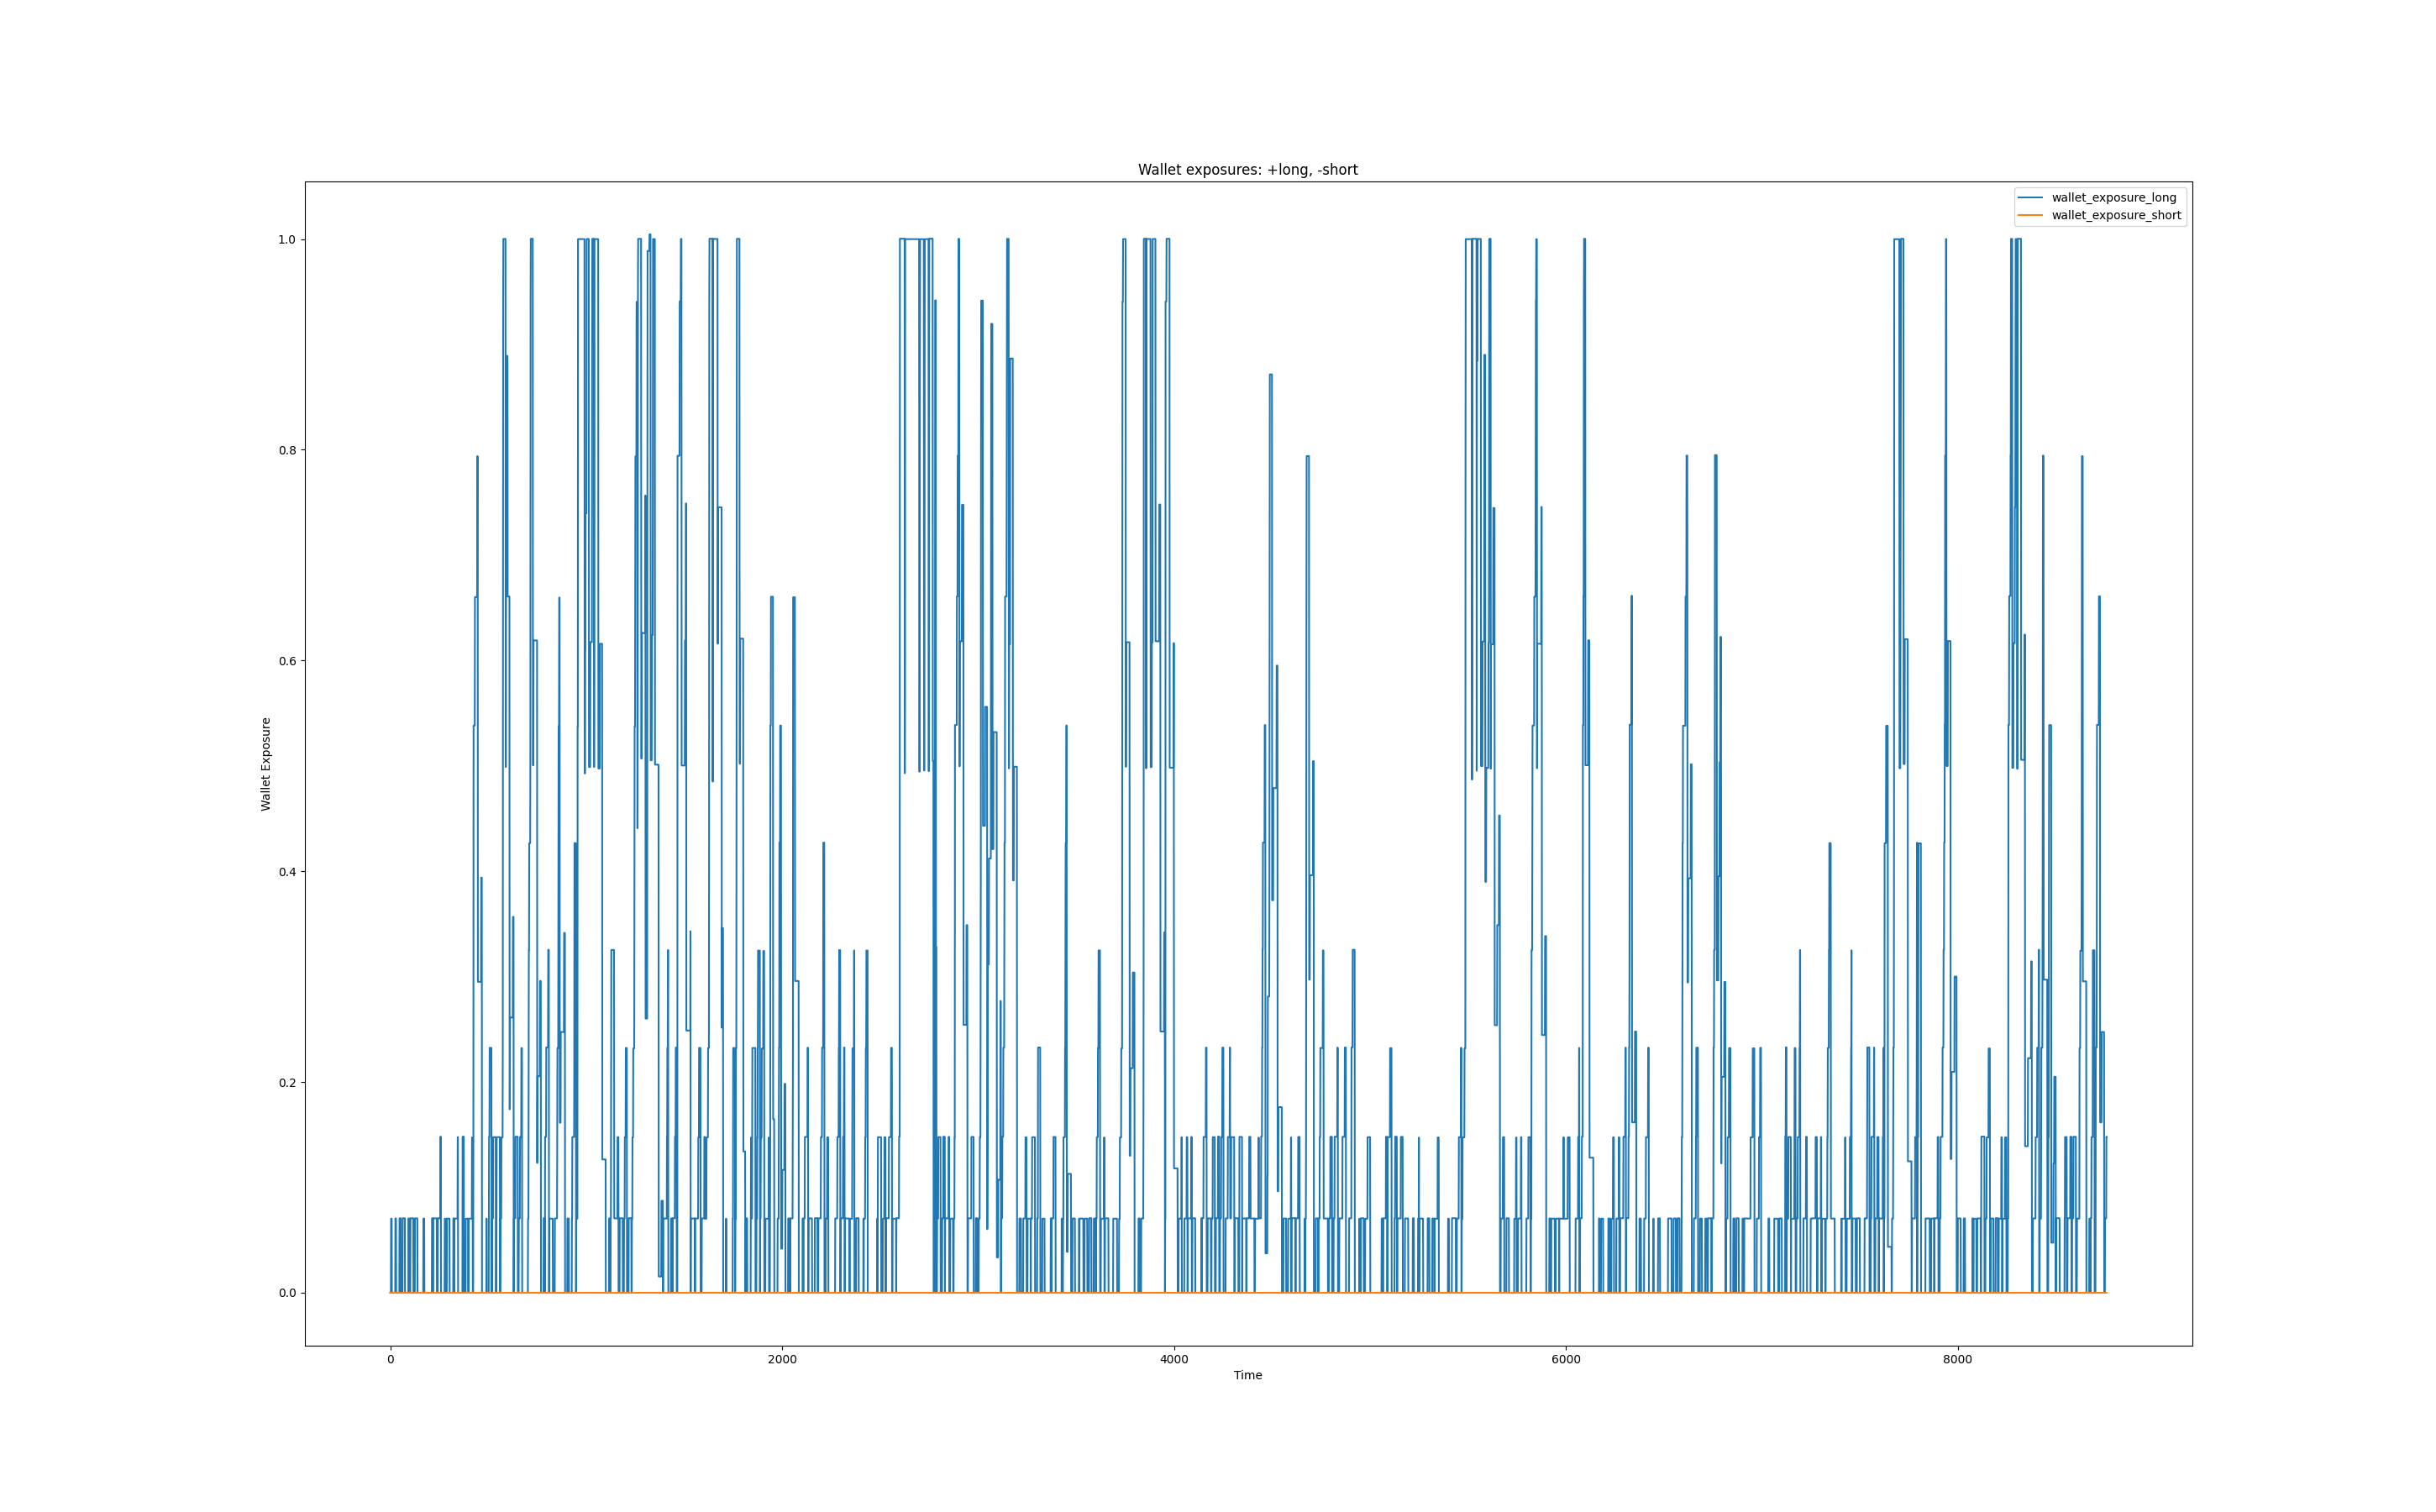 Wallet exposures: +long, -short
wallet_exposure_long
wallet_exposure_short
1.0
0.8
0.6
0.4
0.2
0.0
Wallet Exposure
0 2000 4000 6000 8000
Time